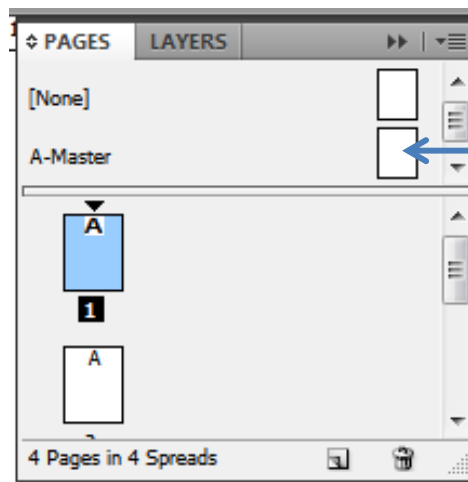 PAGES LAYERS
[None]
A-Master
A
1
A
4 Pages in 4 Spreads